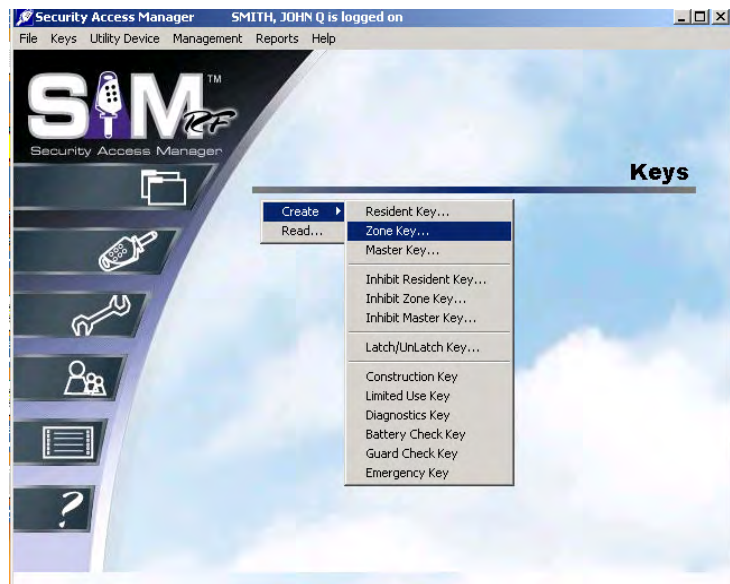 Security Access Manager SMITH, JOHN Q is logged on
File Keys Utility Device Management Reports Help
SAM TM
RF
Security Access Manager
Keys
Create
Read...
Resident Key...
Zone Key...
Master Key...
Inhibit Resident Key...
Inhibit Zone Key...
Inhibit Master Key...
Latch/UnLatch Key...
Construction Key
Limited Use Key
Diagnostics Key
Battery Check Key
Guard Check Key
Emergency Key
?